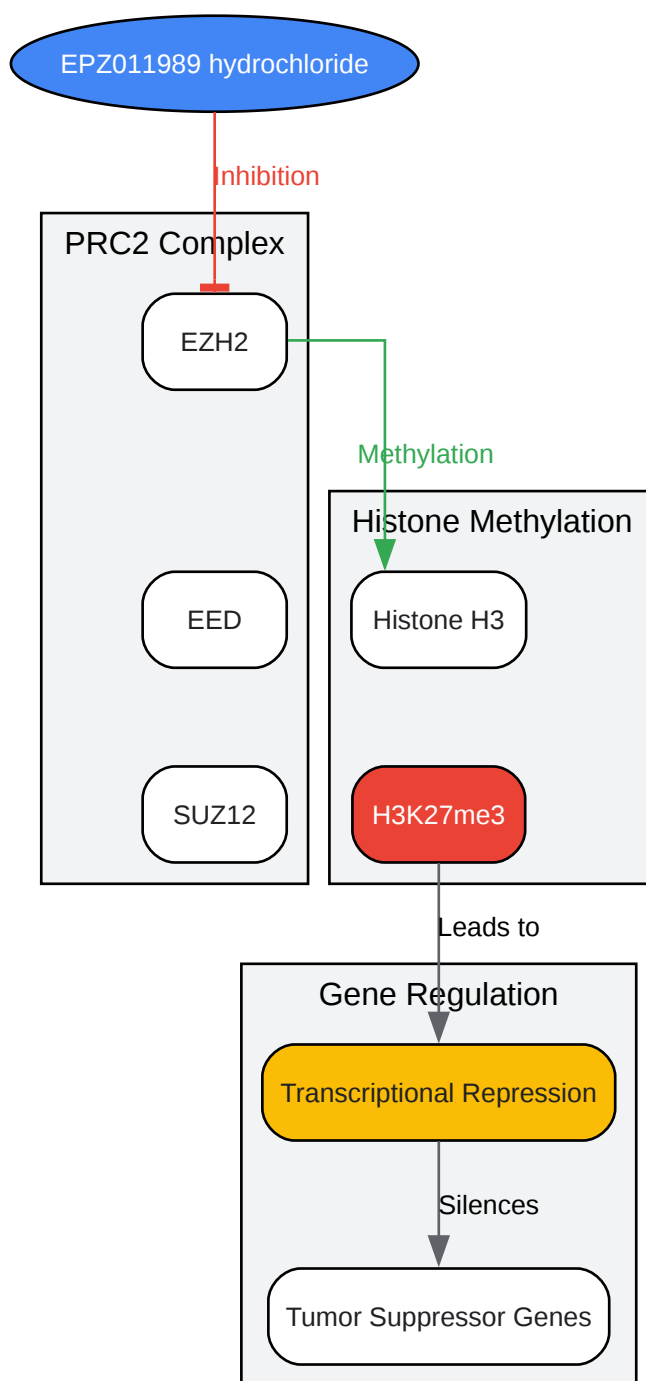 EPZ011989 hydrochloride
Inhibition
PRC2 Complex
EZH2
Methylation
Histone Methylation
EED
Histone H3
SUZ12
H3K27me3
Leads to
Gene Regulation
Transcriptional Repression
Silences
Tumor Suppressor Genes